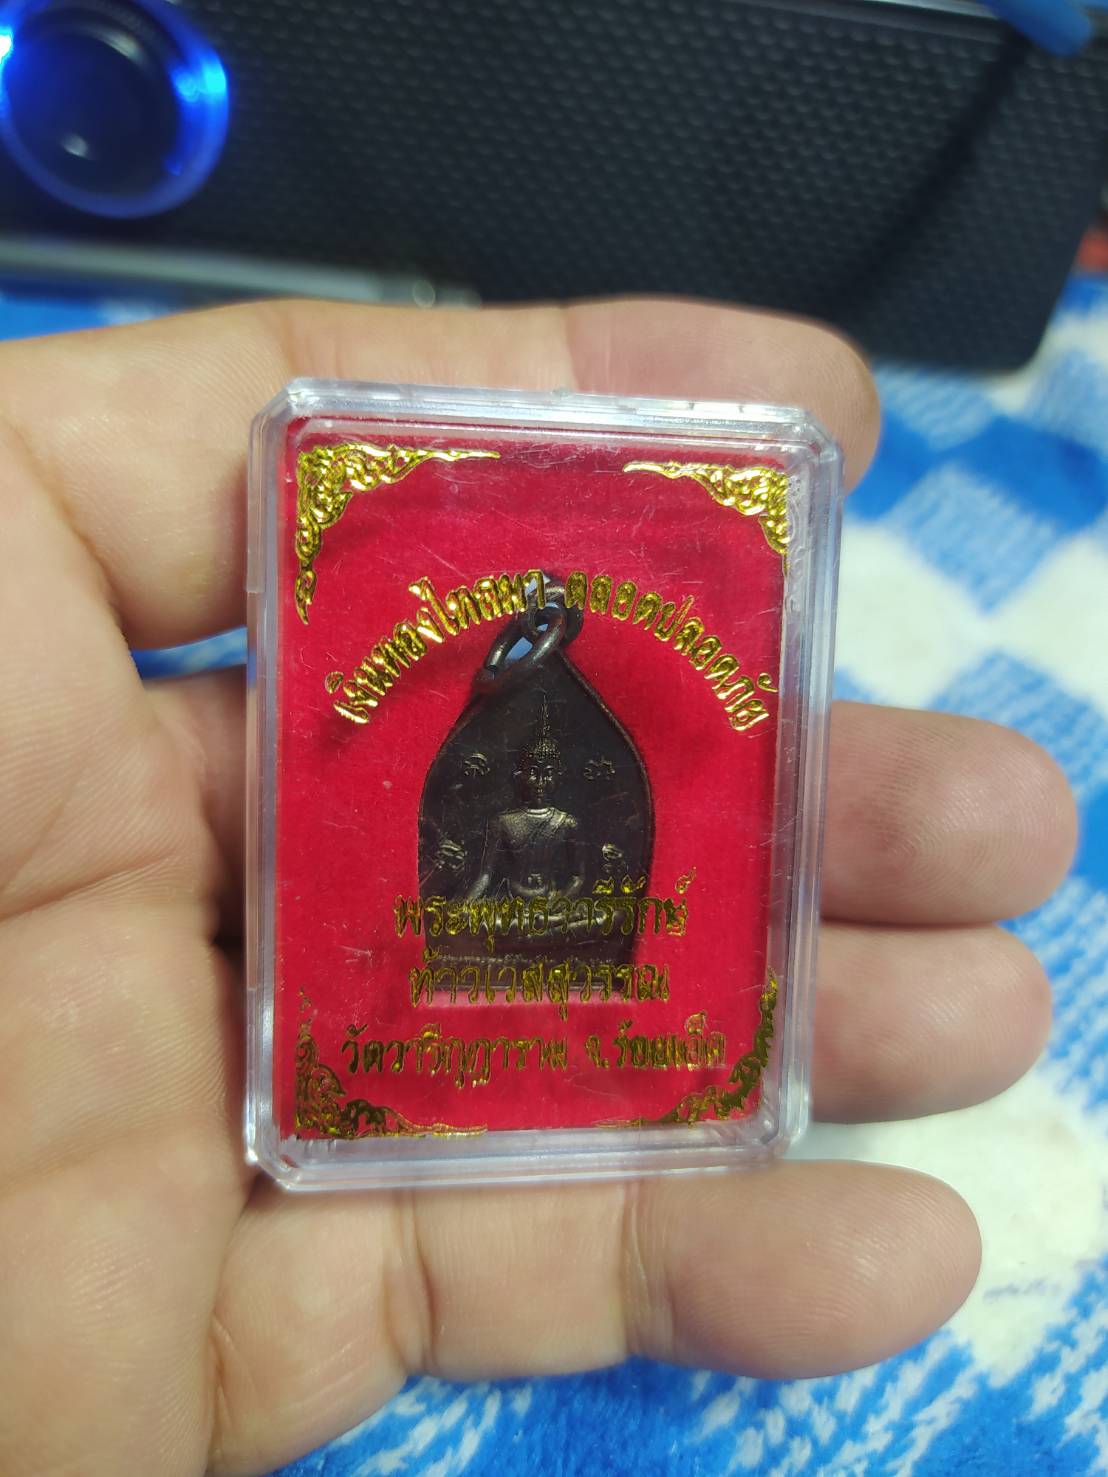 เงินทองไหลมา ตลอดปลอดภัย
พระพุทธวารีรักษ์
ท้าวเวสสุวรรณ
วัดวารีกุฏาราม จ.ร้อยเอ็ด